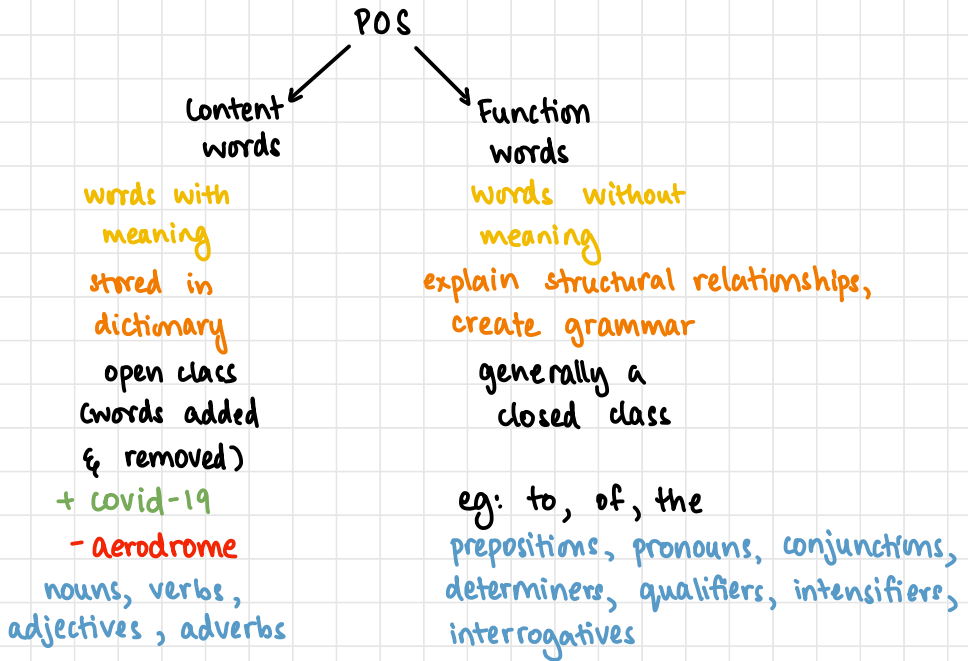 POS
Content
words
words with
meaning
stored in
dictionary
open class
(words added
& removed)
+ covid-19
- aerodrome
nouns, verbs,
adjectives, adverbs
Function
words
words without
meaning
explain structural relationships,
create grammar
generally a
closed class
eg: to, of, the
prepositions, pronouns, conjunctions,
determiners, qualifiers, intensifiers,
interrogatives